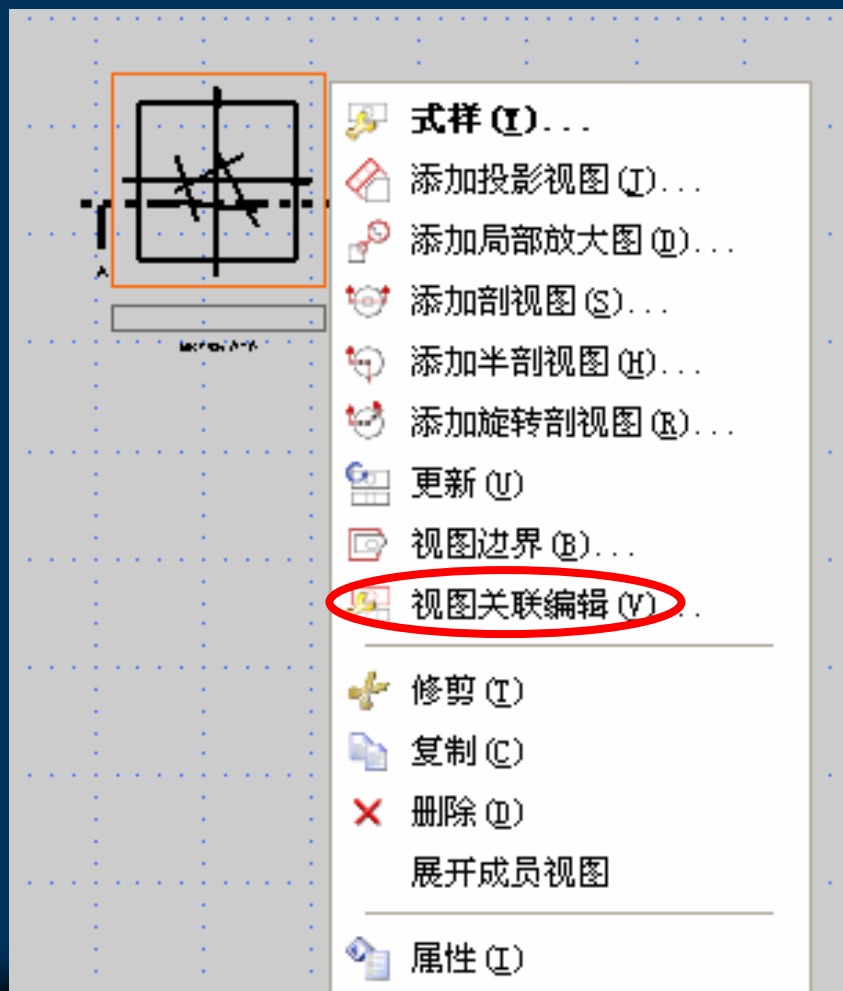 式样(Y)...
添加投影视图(J)...
添加局部放大图(D)...
添加剖视图(S)...
添加半剖视图(H)...
添加旋转剖视图(R)...
更新(U)
视图边界(B)...
视图关联编辑(V)...
修剪(T)
复制(C)
删除(D)
展开成员视图
属性(I)
A